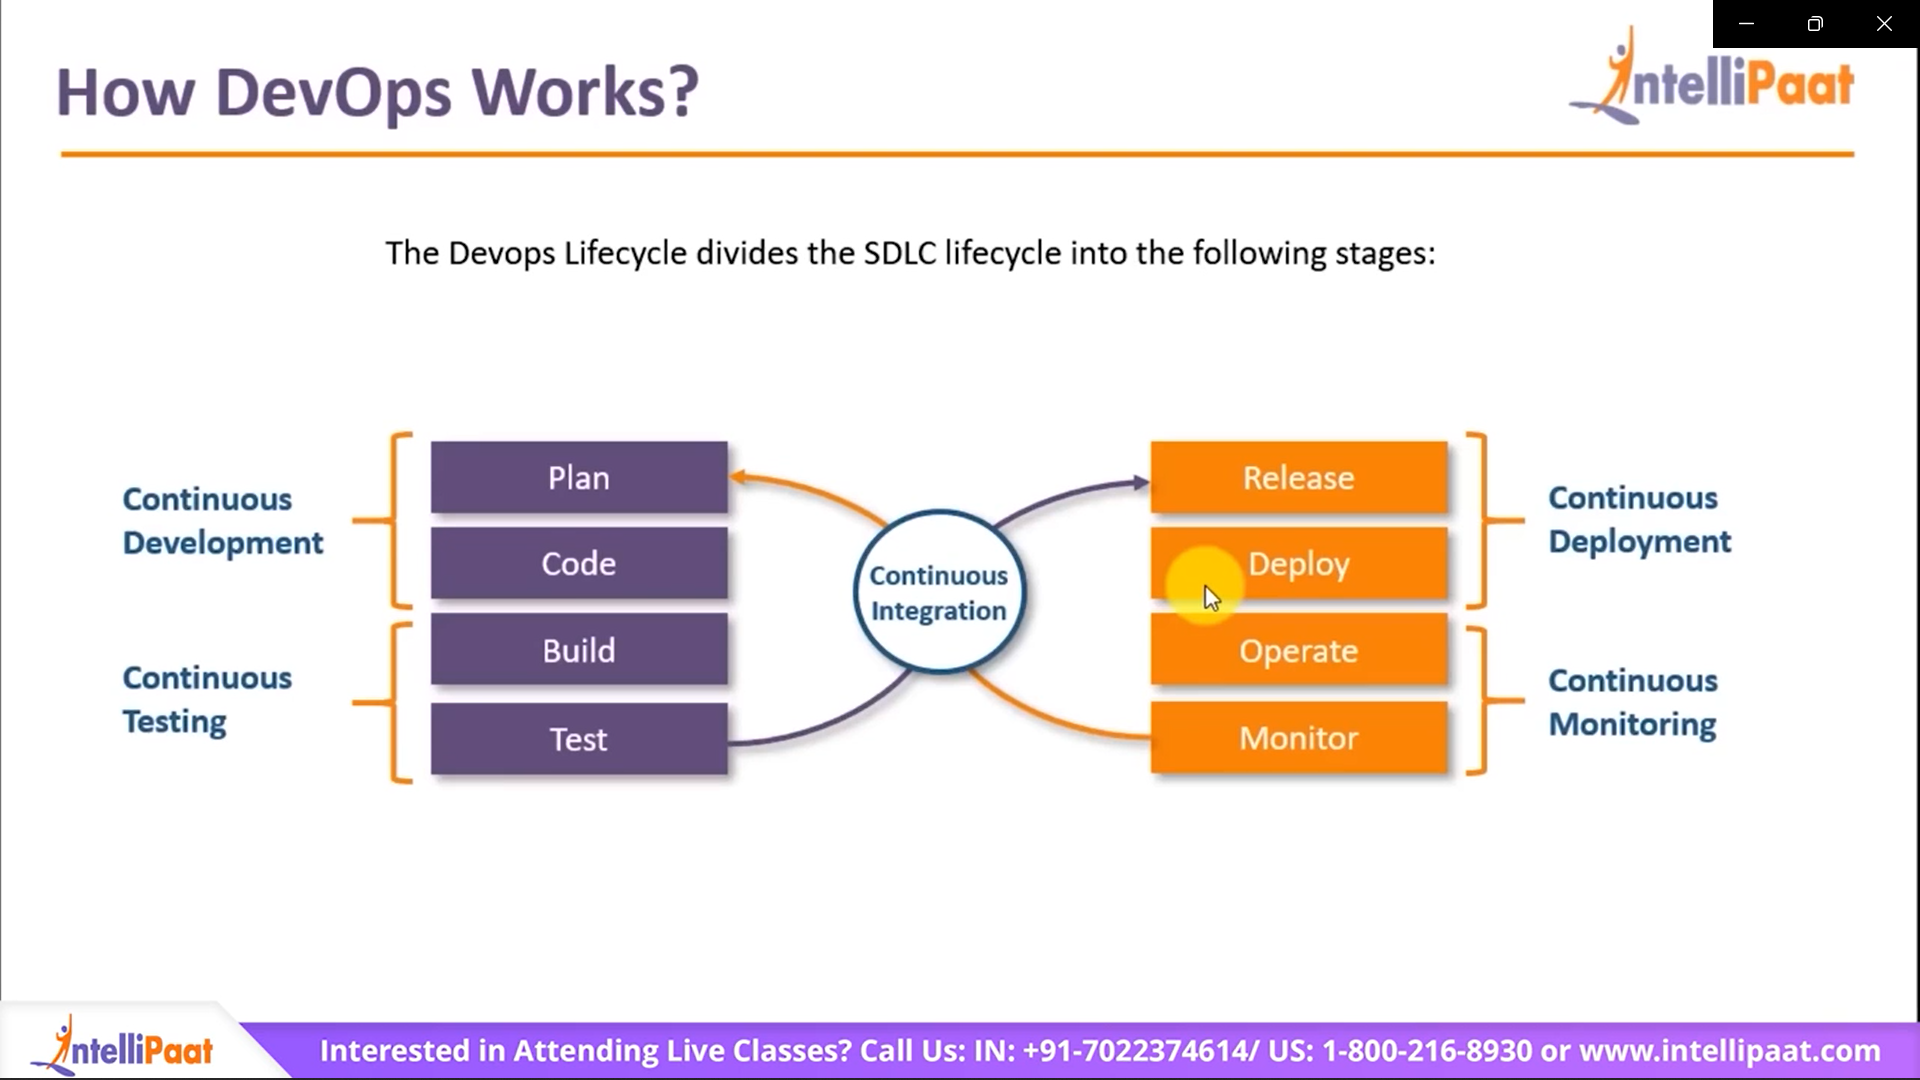 How DevOps Works?
IntelliPaat
The Devops Lifecycle divides the SDLC lifecycle into the following stages:
Continuous
Development
Plan
Code
Continuous
Testing
Build
Test
Continuous
Integration
Release
Deploy
Continuous
Deployment
Operate
Monitor
Continuous
Monitoring
IntelliPaat
Interested in Attending Live Classes? Call Us: IN: +91-7022374614/ US: 1-800-216-8930 or www.intellipaat.com